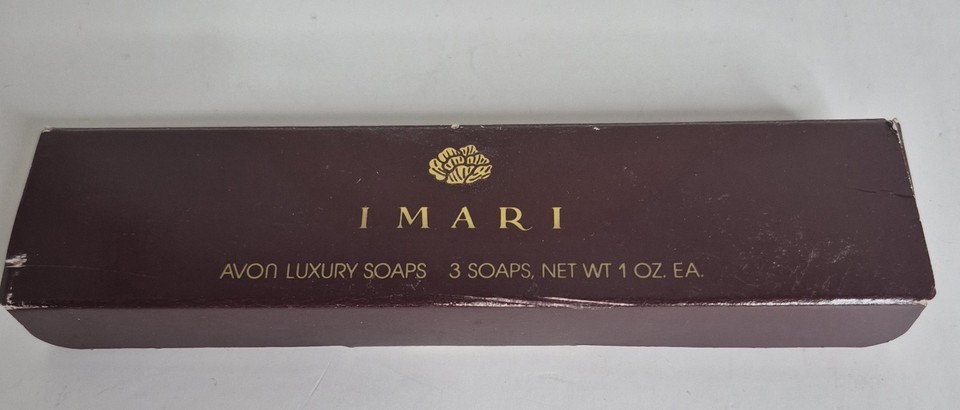 IMARI
AVON LUXURY SOAPS 3 SOAPS, NET WT 1 OZ. EA.